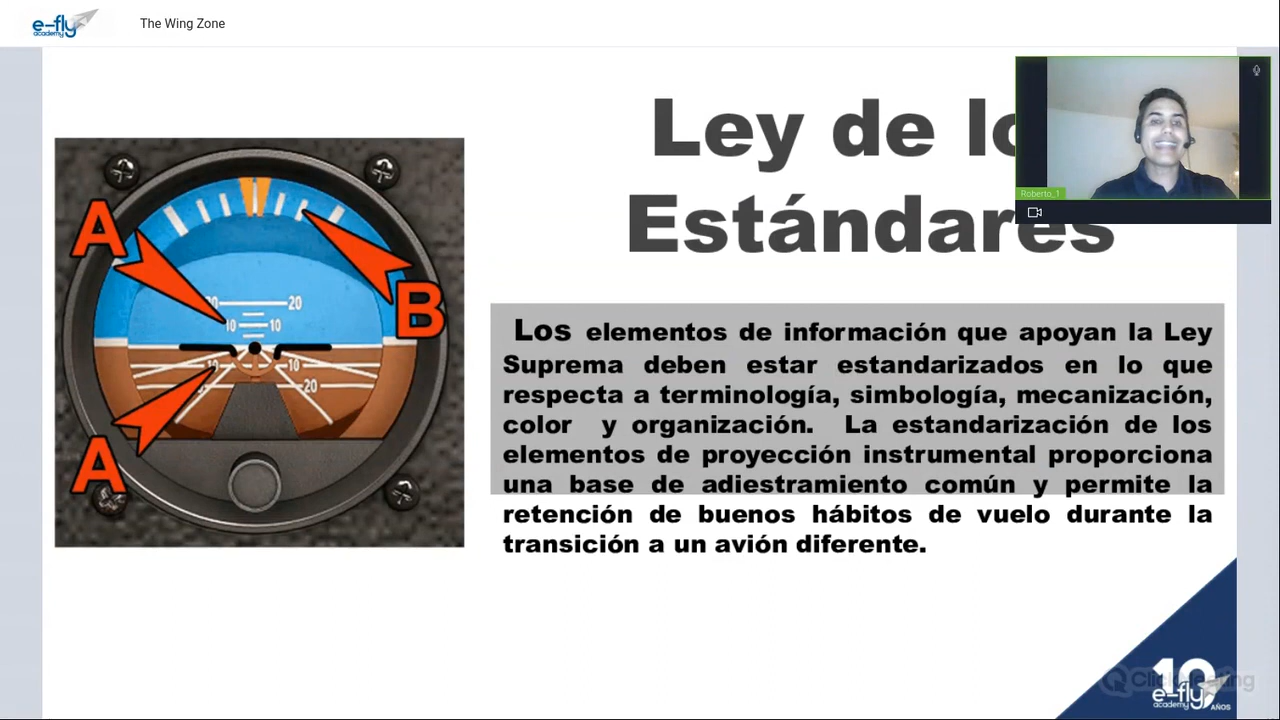 e-fly
academy
The Wing Zone
Ley de lo
Estándares
Roberto_1
A
B
A
20
20
10
10
10
10
20
Los elementos de información que apoyan la Ley
Suprema deben estar estandarizados en lo que
respecta a terminología, simbología, mecanización,
color y organización. La estandarización de los
elementos de proyección instrumental proporciona
una base de adiestramiento común y permite la
retención de buenos hábitos de vuelo durante la
transición a un avión diferente.
ClickMeeting
10
e-fly
academy AÑOS